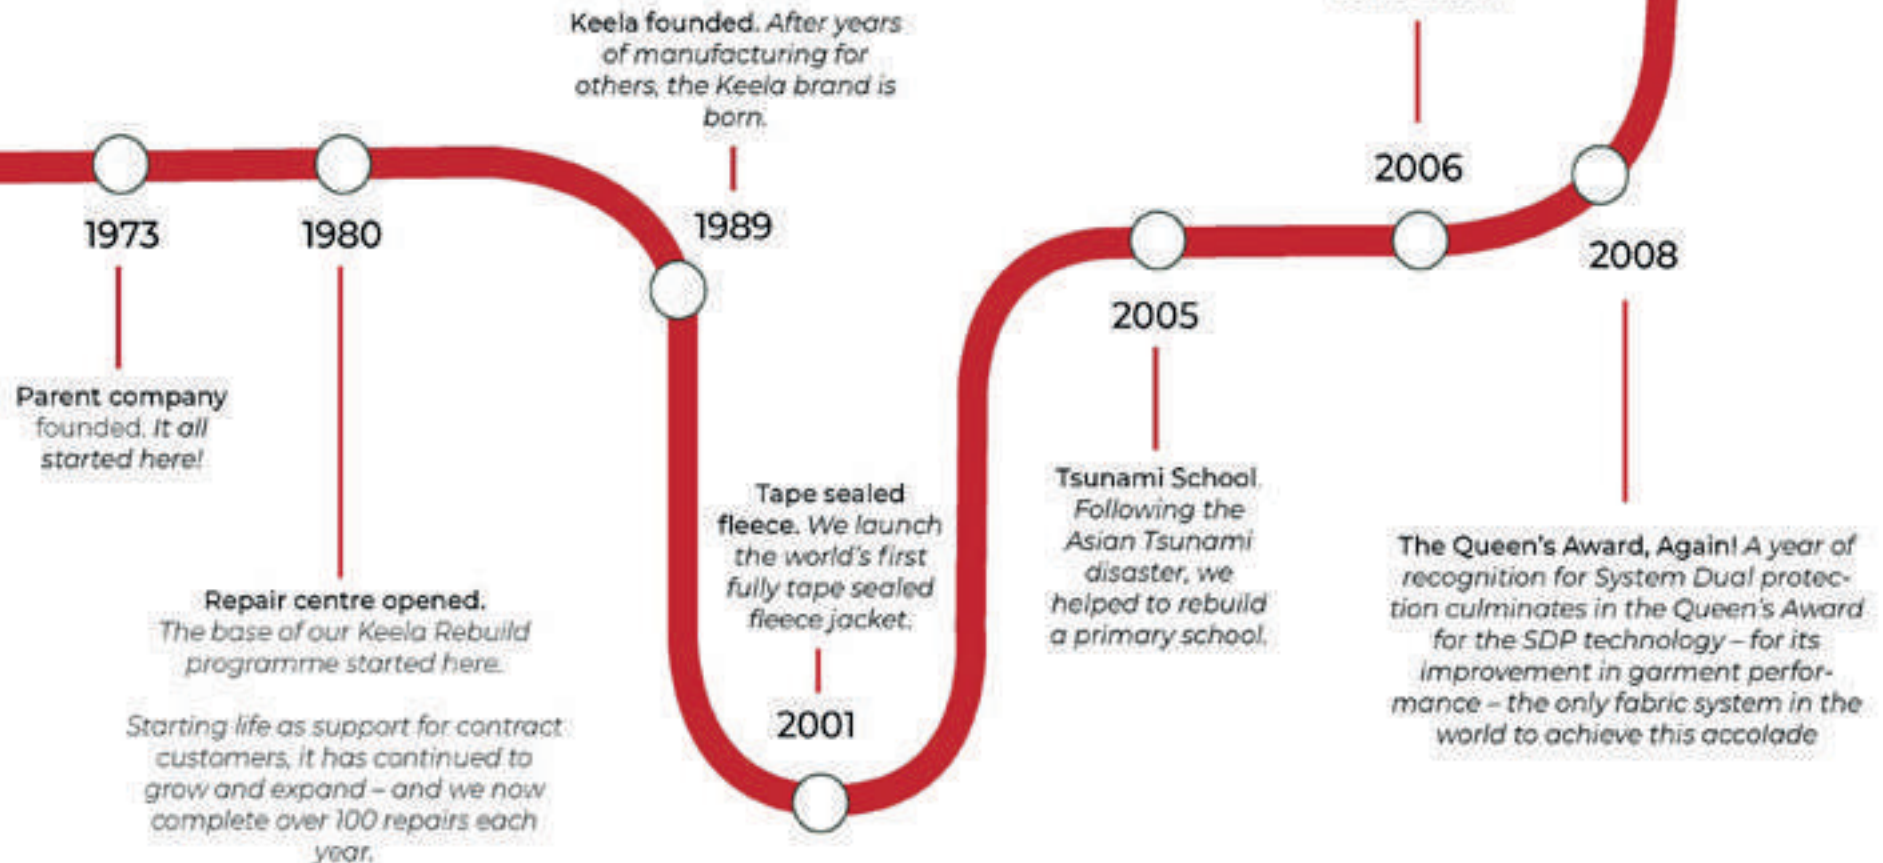 Keela founded. After years
of manufacturing for
others, the Keela brand is
born.
1973
1980
1989
2006
2008
2005
Parent company
founded. It all
started here!
Repair centre opened.
The base of our Keela Rebuild
programme started here.
Starting life as support for contract
customers, it has continued to
grow and expand – and we now
complete over 100 repairs each
year.
Tape sealed
fleece. We launch
the world's first
fully tape sealed
fleece jacket.
2001
Tsunami School.
Following the
Asian Tsunami
disaster, we
helped to rebuild
a primary school.
The Queen's Award, Again! A year of
recognition for System Dual protec-
tion culminates in the Queen's Award
for the SDP technology – for its
improvement in garment perfor-
mance – the only fabric system in the
world to achieve this accolade